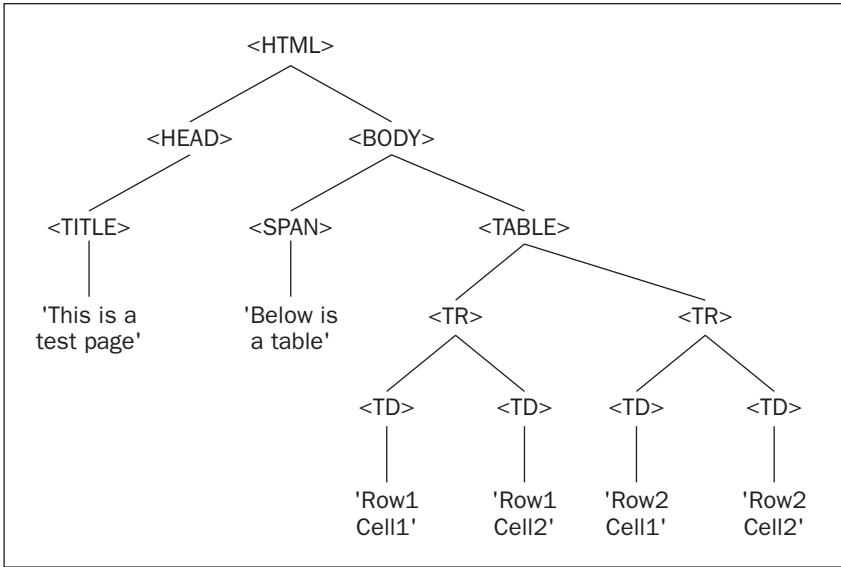 <HTML>
<HEAD> <BODY>
<TITLE> <SPAN> <TABLE>
'This is a
test page'
'Below is
a table'
<TR> <TR>
<TD> <TD> <TD> <TD>
'Row1
Cell1'
'Row1
Cell2'
'Row2
Cell1'
'Row2
Cell2'